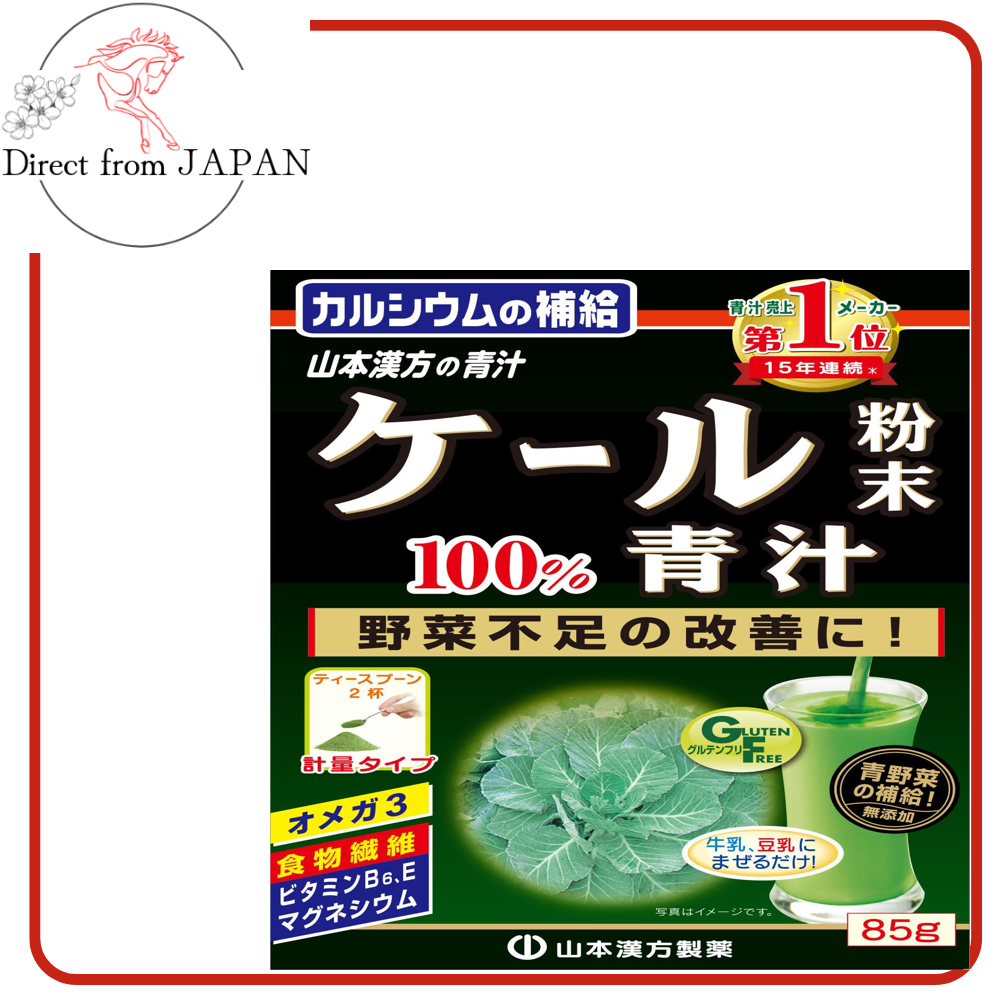 Direct from JAPAN
カルシウムの補給
青汁売上 メーカー
第1位
15年連続*
山本漢方の青汁
ケール粉末
100% 青汁
野菜不足の改善に!
ティースプーン
2杯
計量タイプ
GLUTEN
グルテンフリー
FREE
青野菜
の補給!
無添加
オメガ3
食物繊維
ビタミンB6、E
マグネシウム
牛乳、豆乳に
まぜるだけ!
写真はイメージです。
85g
山本漢方製薬